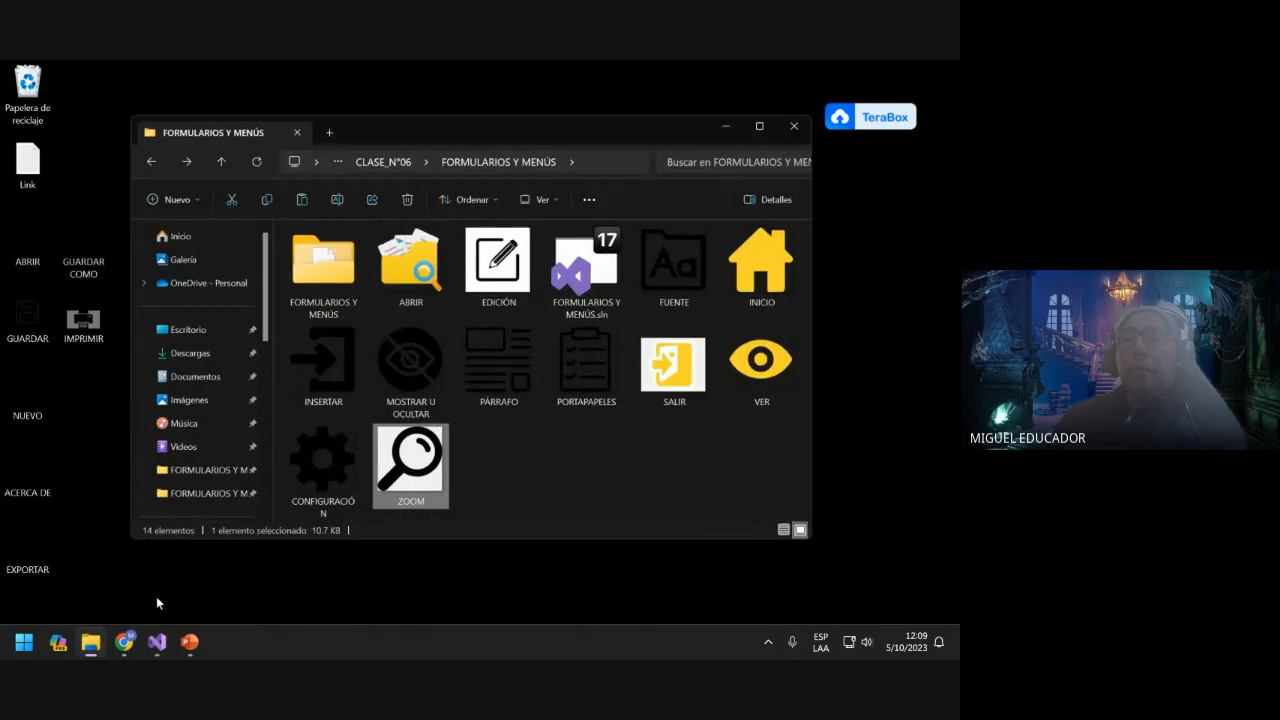 Papelera de
reciclaje
Link
ABRIR
GUARDAR
COMO
GUARDAR
IMPRIMIR
NUEVO
ACERCA DE
EXPORTAR
FORMULARIOS Y MENÚS
CLASE_N°06 > FORMULARIOS Y MENÚS >
Buscar en FORMULARIOS Y MEN
Nuevo
Ordenar
Ver
Detalles
Inicio
Galería
OneDrive - Personal
Escritorio
Descargas
Documentos
Imágenes
Música
Videos
FORMULARIOS Y M
FORMULARIOS Y M
FORMULARIOS Y
MENÚS
ABRIR
EDICIÓN
17
FORMULARIOS Y
MENÚS.sln
Aa
FUENTE
INICIO
INSERTAR
MOSTRAR U
OCULTAR
PÁRRAFO
PORTAPAPELES
SALIR
VER
CONFIGURACIÓ
N
ZOOM
14 elementos | 1 elemento seleccionado 10.7 KB |
TeraBox
MIGUEL EDUCADOR
ESP
LAA
12:09
5/10/2023